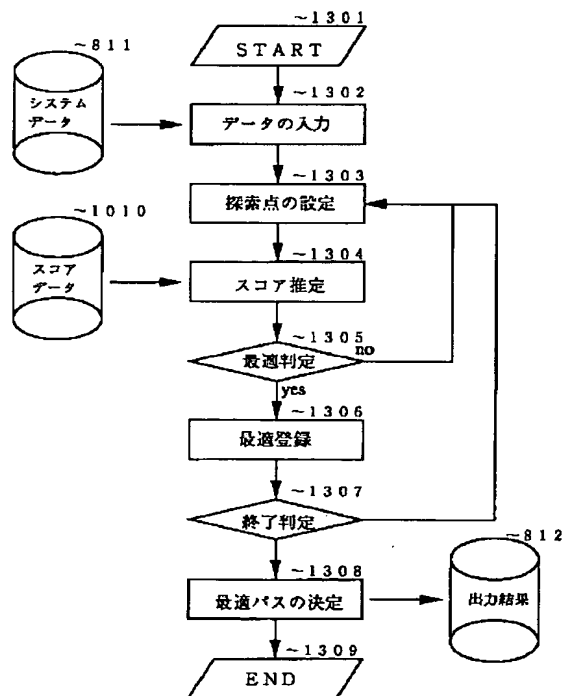 ~1301
START
~811
システム
データ
~1302
データの入力
~1303
探索点の設定
~1010
スコア
データ
~1304
スコア推定
~1305
最適判定
no
yes
~1306
最適登録
~1307
終了判定
~812
出力結果
~1308
最適パスの決定
~1309
END